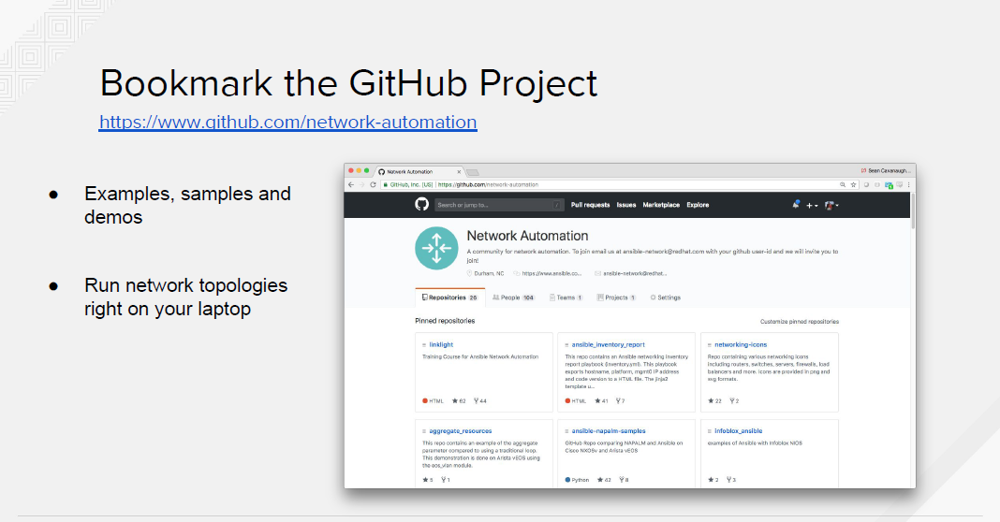 Bookmark the GitHub Project
https://www.github.com/network-automation
● Examples, samples and
demos
● Run network topologies
right on your laptop
Network Automation
Sean Cavanaugh...
GitHub, Inc. [US] | https://github.com/network-automation
Search or jump to...
/
Pull requests Issues Marketplace Explore
Network Automation
A community for network automation. To join email us at ansible-network@redhat.com with your github user-id and we will invite you to
join!
Durham, NC https://www.ansible.co... ansible-network@redhat...
Repositories 26 People 104 Teams 1 Projects 1 Settings
Pinned repositories Customize pinned repositories
linklight
Training Course for Ansible Network Automation
HTML 62 44
ansible_inventory_report
This repo contains an Ansible networking inventory
report playbook (inventory.yml). This playbook
exports hostname, platform, mgmt0 IP address
and code version to a HTML file. The jinja2
template u...
HTML 41 7
networking-icons
Repo containing various networking icons
including routers, switches, servers, firewalls, load
balancers and more. Icons are provided in png and
svg formats.
22 2
aggregate_resources
This repo contains an example of the aggregate
parameter compared to using a traditional loop.
This demonstration is done on Arista vEOS using
the eos_vlan module.
5 1
ansible-napalm-samples
GitHub Repo comparing NAPALM and Ansible on
Cisco NXOSv and Arista vEOS
Python 42 8
infoblox_ansible
examples of Ansible with Infoblox NIOS
2 3